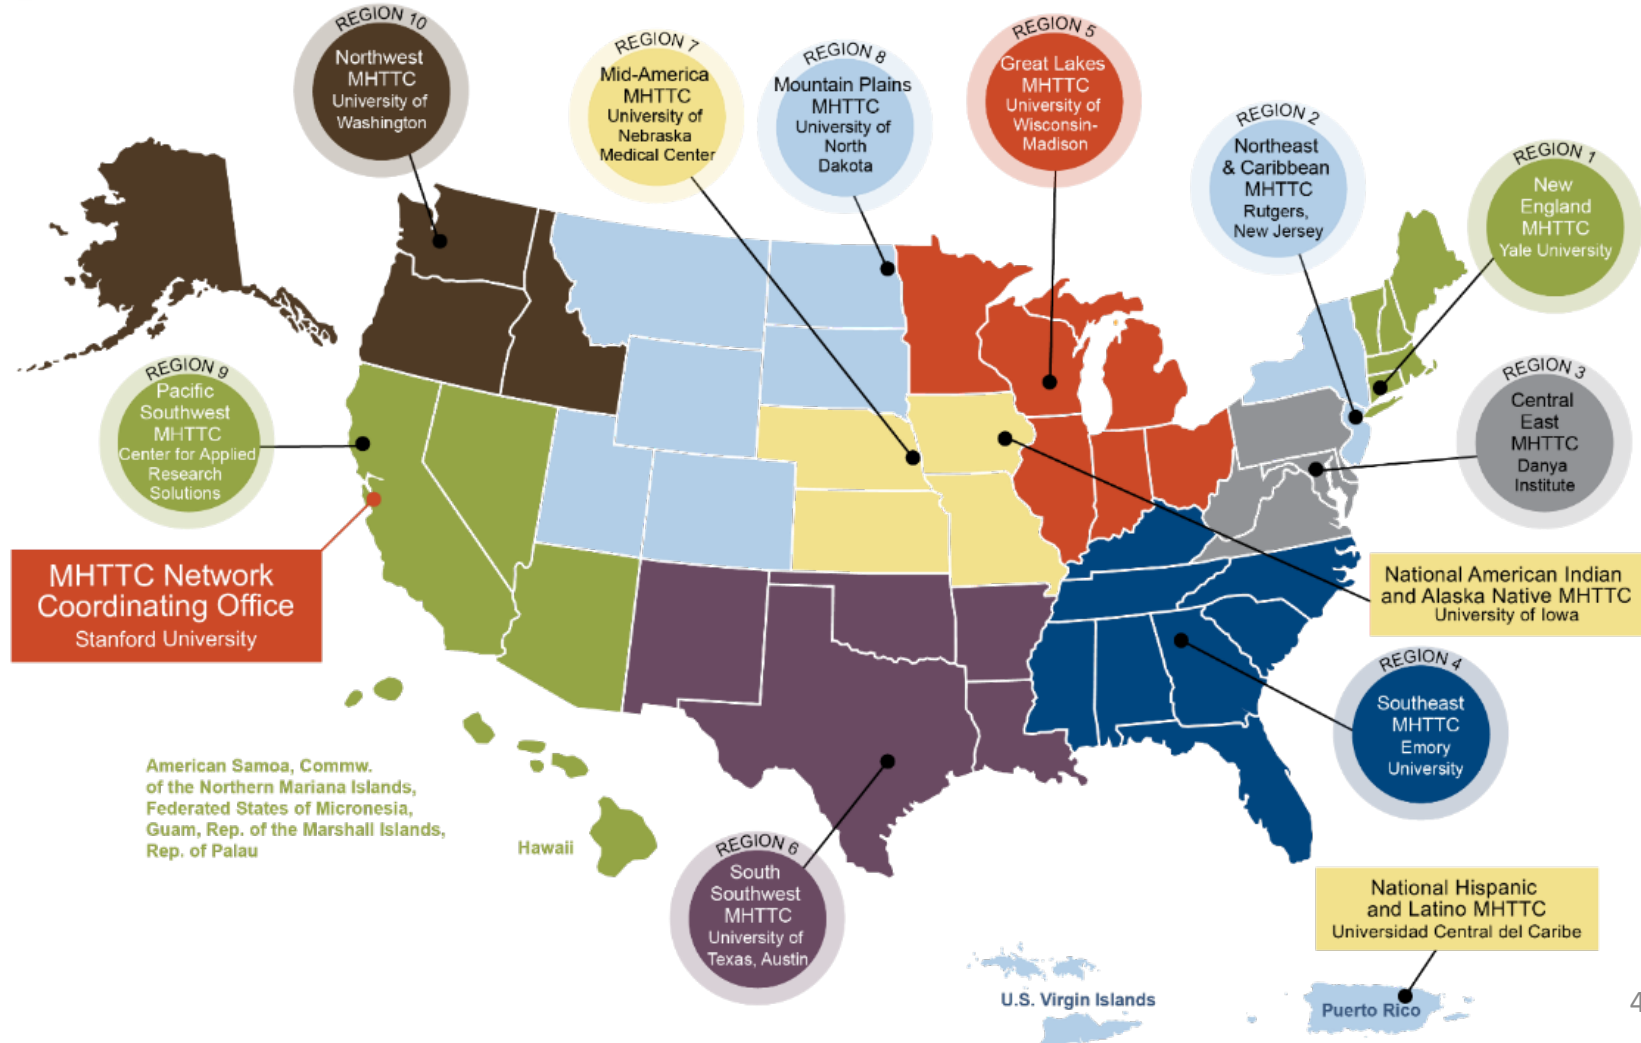 REGION 10
Northwest
MHTTC
University of
Washington
REGION 7
Mid-America
MHTTC
University of
Nebraska
Medical Center
REGION 8
Mountain Plains
MHTTC
University of
North
Dakota
REGION 5
Great Lakes
MHTTC
University of
Wisconsin-
Madison
REGION 2
Northeast
& Caribbean
MHTTC
Rutgers,
New Jersey
REGION 1
New
England
MHTTC
Yale University
REGION 9
Pacific
Southwest
MHTTC
Center for Applied
Research
Solutions
REGION 3
Central
East
MHTTC
Danya
Institute
MHTTC Network
Coordinating Office
Stanford University
National American Indian
and Alaska Native MHTTC
University of Iowa
REGION 4
Southeast
MHTTC
Emory
University
American Samoa, Commw.
of the Northern Mariana Islands,
Federated States of Micronesia,
Guam, Rep. of the Marshall Islands,
Rep. of Palau
Hawaii
REGION 6
South
Southwest
MHTTC
University of
Texas, Austin
National Hispanic
and Latino MHTTC
Universidad Central del Caribe
U.S. Virgin Islands
Puerto Rico
4